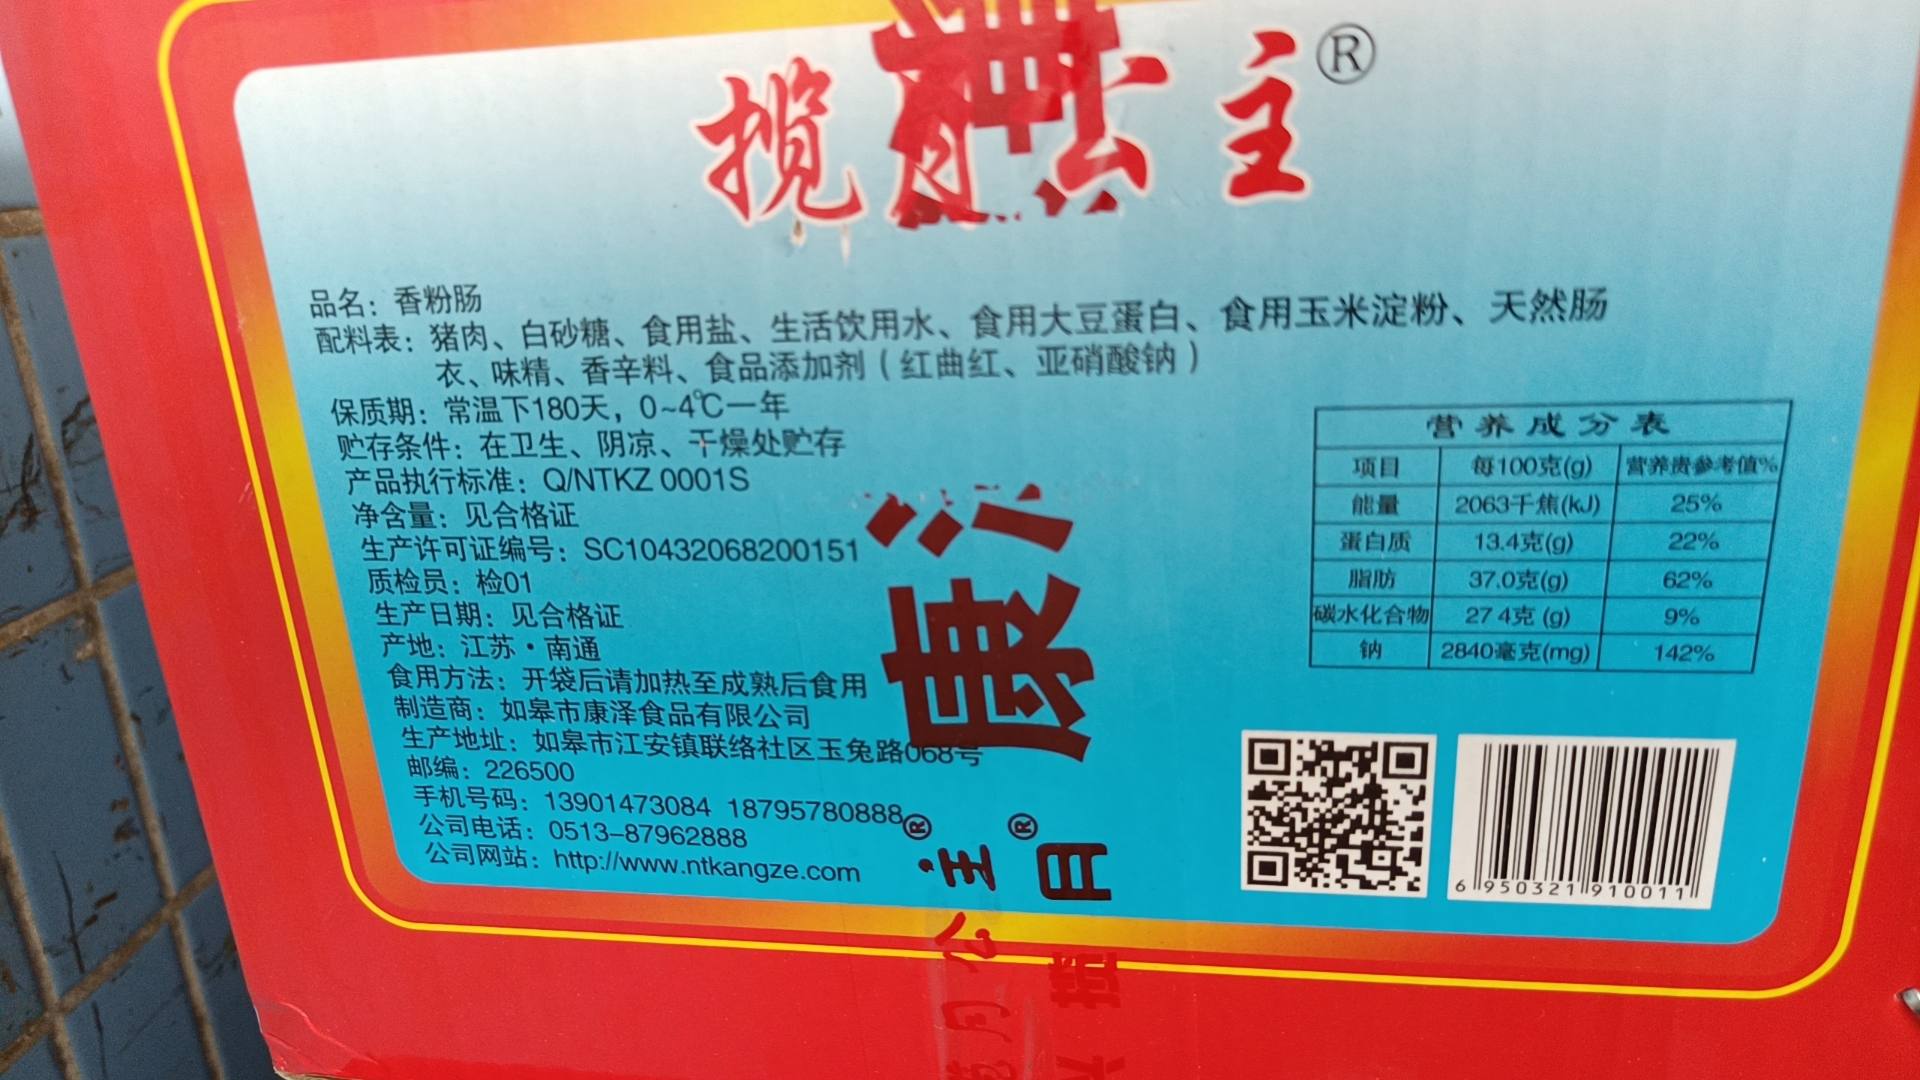 揽月公主®
品名：香粉肠
配料表：猪肉、白砂糖、食用盐、生活饮用水、食用大豆蛋白、食用玉米淀粉、天然肠
衣、味精、香辛料、食品添加剂（红曲红、亚硝酸钠）
保质期：常温下180天，0~4℃一年
贮存条件：在卫生、阴凉、干燥处贮存
产品执行标准：Q/NTKZ 0001S
净含量：见合格证
生产许可证编号：SC10432068200151
质检员：检01
生产日期：见合格证
产地：江苏·南通
食用方法：开袋后请加热至成熟后食用
制造商：如皋市康泽食品有限公司
生产地址：如皋市江安镇联络社区玉兔路068号
邮编：226500
手机号码：13901473084 18795780888
公司电话：0513-87962888
公司网站：http://www.ntkangze.com
营养成分表
项目 每100克(g) 营养贵参考值%
能量 2063千焦(kJ) 25%
蛋白质 13.4克(g) 22%
脂肪 37.0克(g) 62%
碳水化合物 27 4克 (g) 9%
钠 2840毫克(mg) 142%
6 950321 910011
康
月公主®
月®